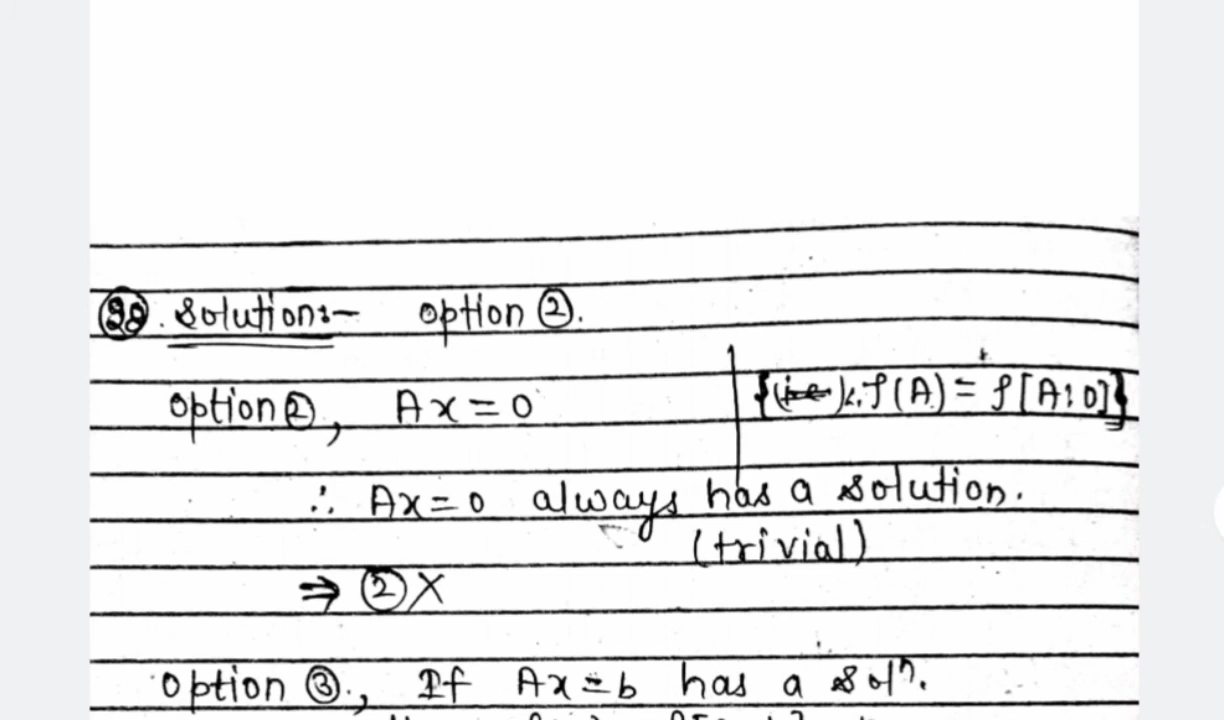 38. Solution:- option ②.
option ②, Ax = 0 {∵ ρ(A) = ρ[A:0]}
∴ Ax = 0 always has a solution.
(trivial)
⇒ ② X
option ③., If Ax = b has a solⁿ.